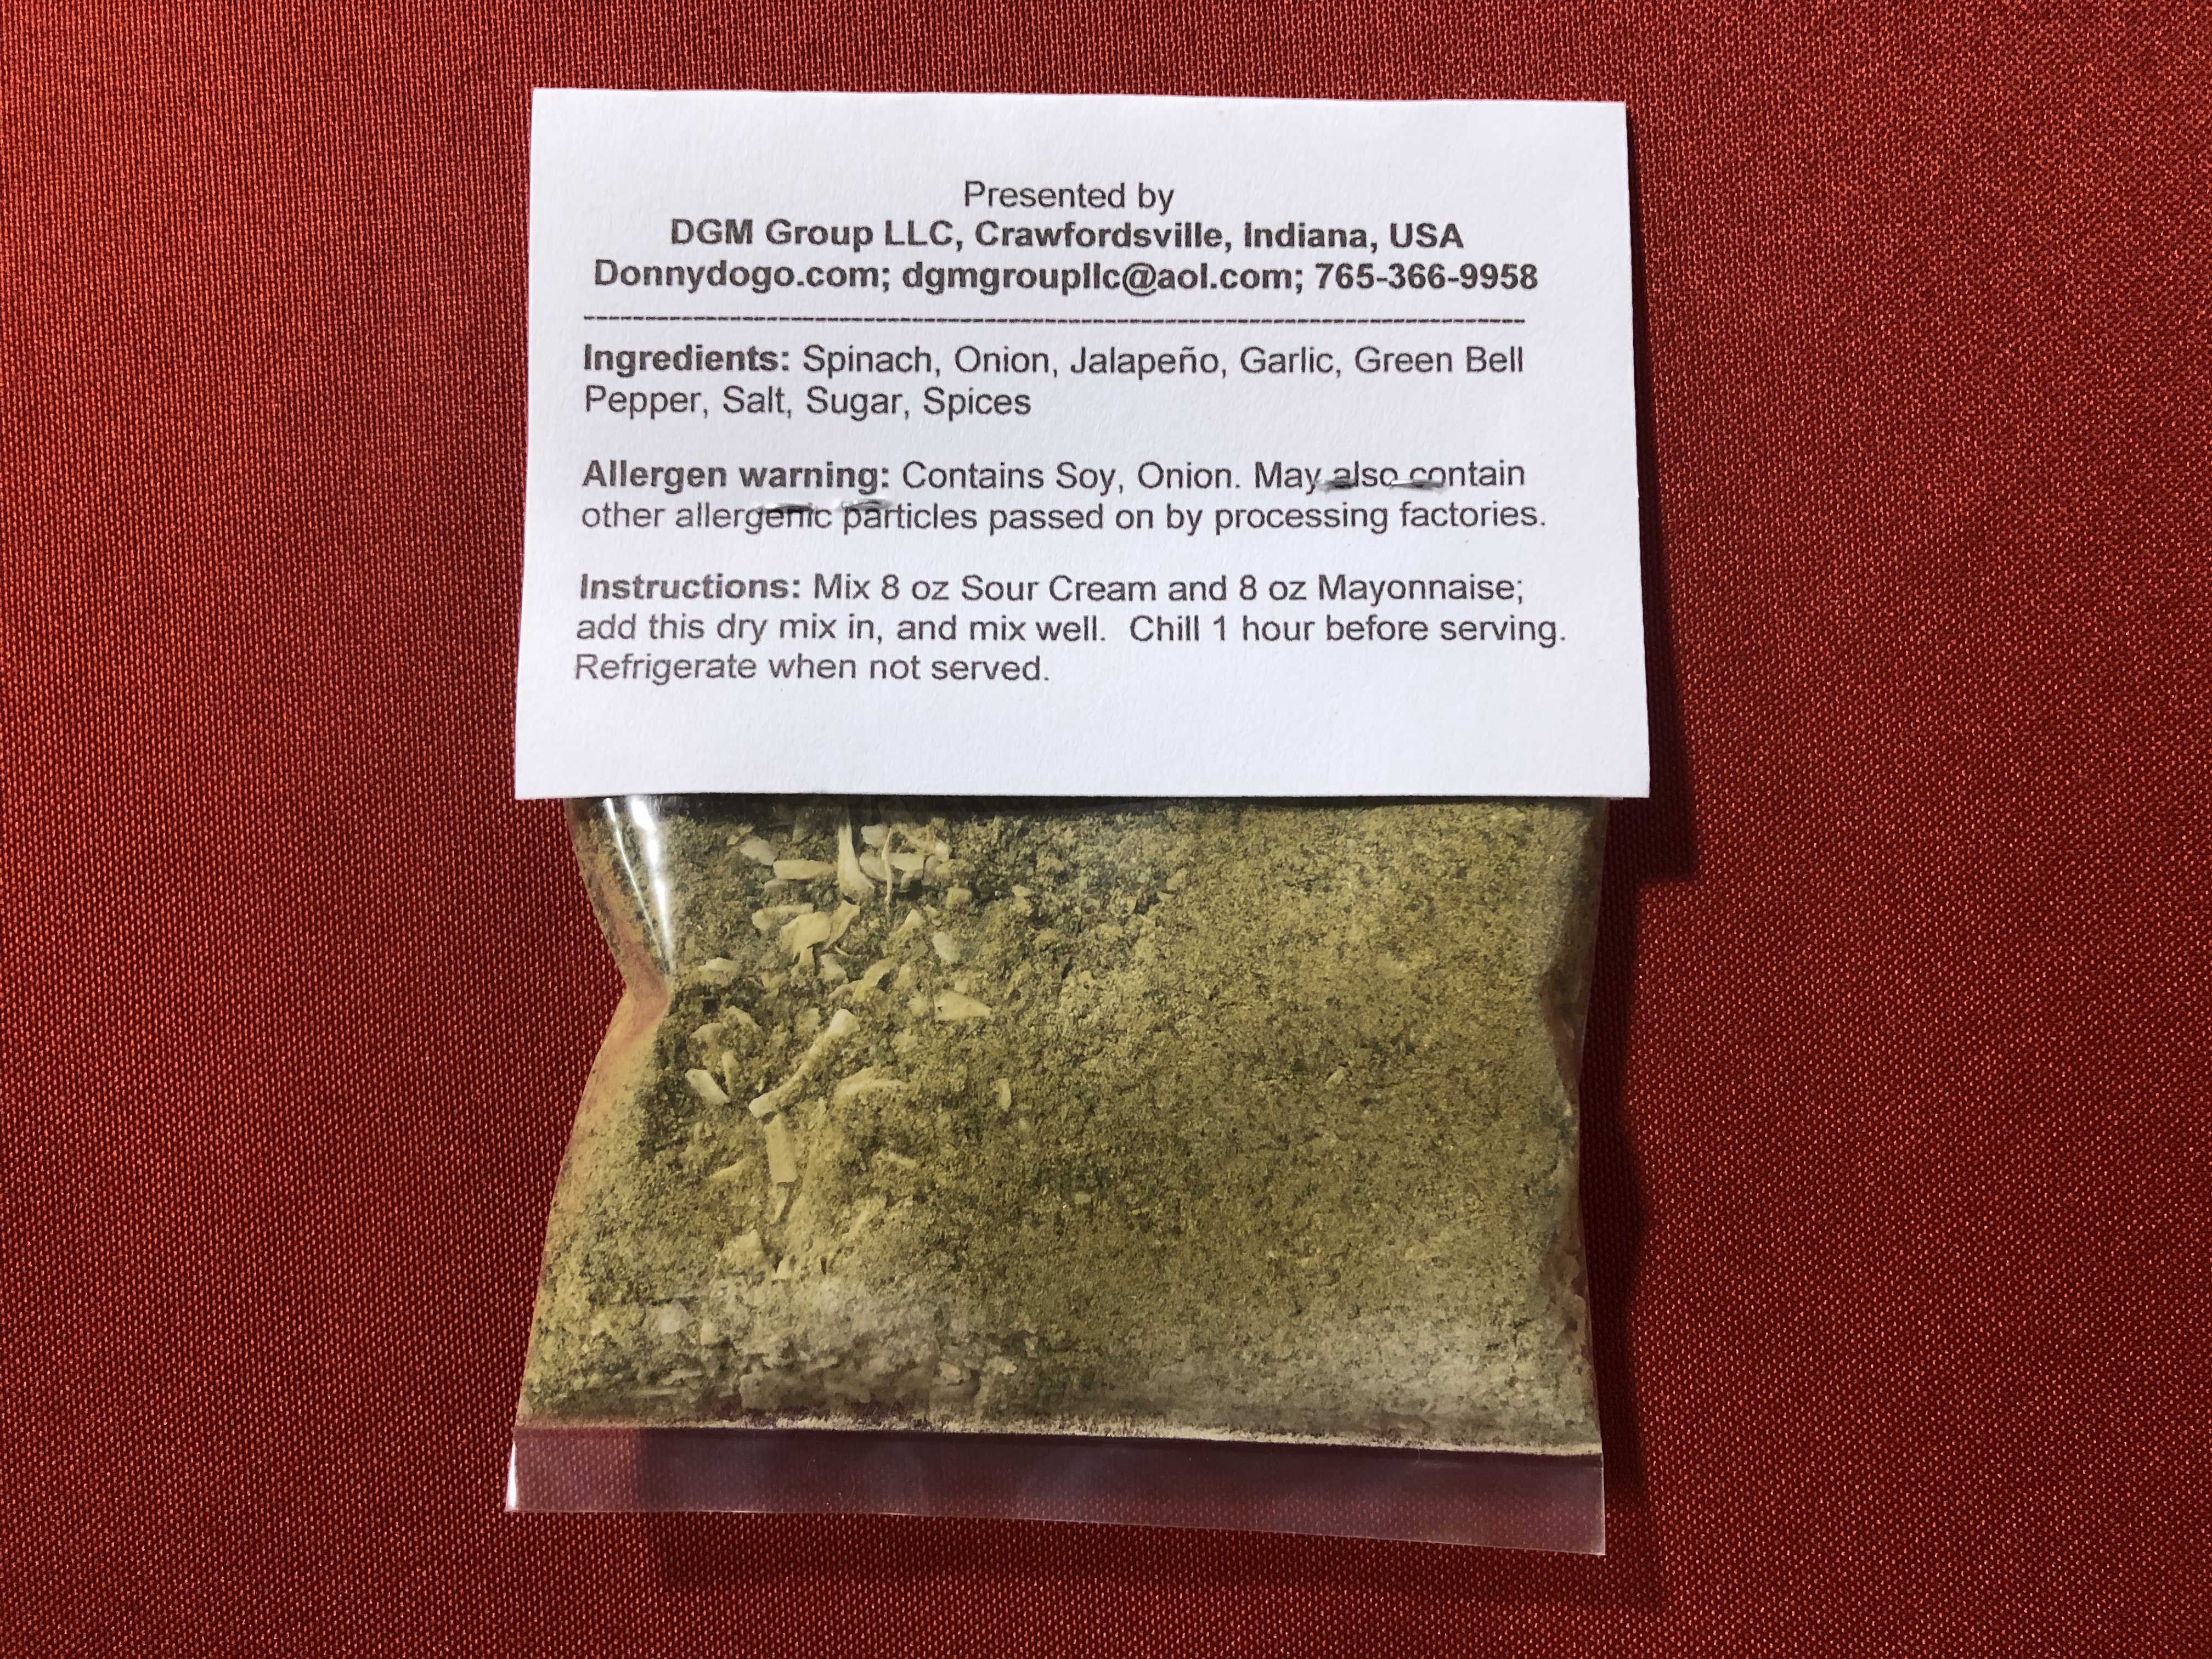 Presented by
DGM Group LLC, Crawfordsville, Indiana, USA
Donnydogo.com; dgmgroupllc@aol.com; 765-366-9958
--------------------------------------------------------------------------------
Ingredients: Spinach, Onion, Jalapeño, Garlic, Green Bell
Pepper, Salt, Sugar, Spices
Allergen warning: Contains Soy, Onion. May also contain
other allergenic particles passed on by processing factories.
Instructions: Mix 8 oz Sour Cream and 8 oz Mayonnaise;
add this dry mix in, and mix well. Chill 1 hour before serving.
Refrigerate when not served.